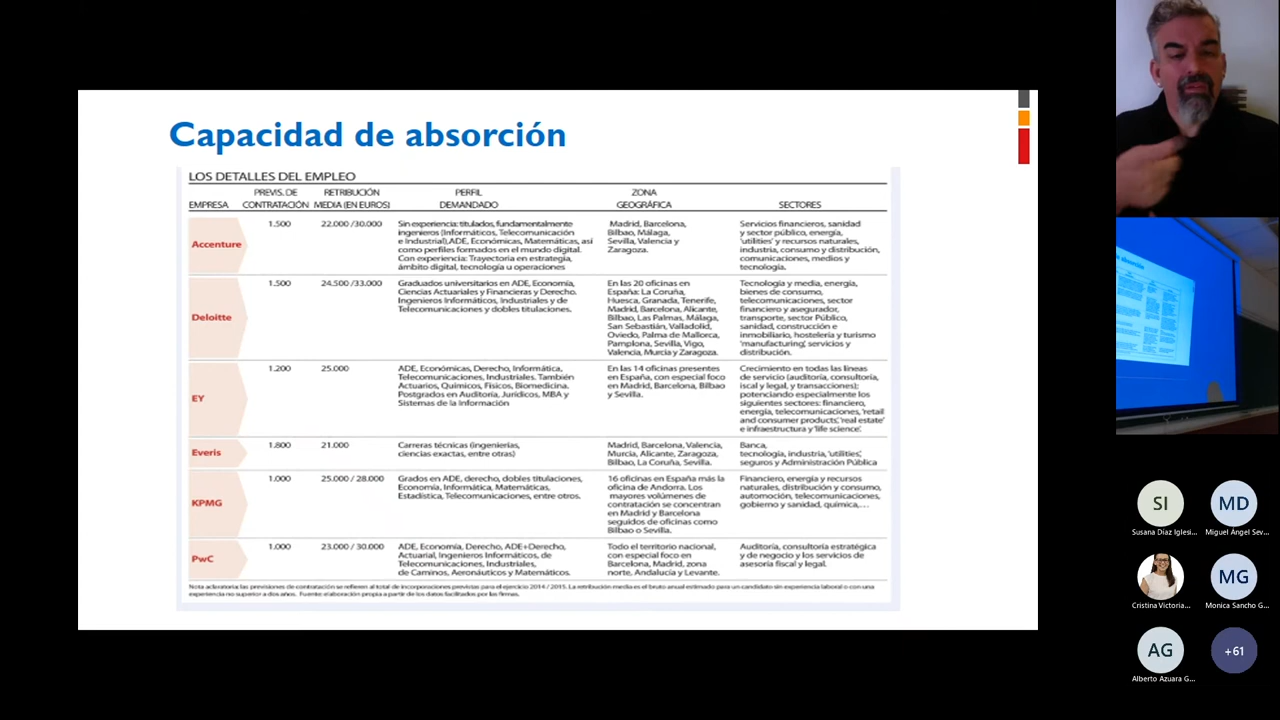 Capacidad de absorción
LOS DETALLES DEL EMPLEO
EMPRESA
PREVIS. DE
CONTRATACIÓN
RETRIBUCIÓN
MEDIA (EN EUROS)
PERFIL
DEMANDADO
ZONA
GEOGRÁFICA
SECTORES
Accenture
1.500
22.000 /30.000
Sin experiencia: titulados, fundamentalmente
ingenieros (Informáticos, Telecomunicación
e Industrial),ADE, Económicas, Matemáticas, así
como perfiles formados en el mundo digital.
Con experiencia: Trayectoria en estrategia,
ámbito digital, tecnología u operaciones
Madrid, Barcelona,
Bilbao, Málaga,
Sevilla, Valencia y
Zaragoza.
Servicios financieros, sanidad
y sector público, energía,
'utilities' y recursos naturales,
industria, consumo y distribución,
comunicaciones, medios y
tecnología.
Deloitte
1.500
24,500 /33.000
Graduados universitarios en ADE, Economía,
Ciencias Actuariales y Financieras y Derecho.
Ingenieros Informáticos, Industriales y de
Telecomunicaciones y dobles titulaciones.
En las 20 oficinas en
España: La Coruña,
Huesca, Granada, Tenerife,
Madrid, Barcelona, Alicante,
Bilbao, Las Palmas, Málaga,
San Sebastián, Valladolid,
Oviedo, Palma de Mallorca,
Pamplona, Sevilla, Vigo,
Valencia, Murcia y Zaragoza.
Tecnología y media, energía,
bienes de consumo,
telecomunicaciones, sector
financiero y asegurador,
transporte, sector Público,
sanidad, construcción e
inmobiliario, hostelería y turismo
'manufacturing', servicios y
distribución.
EY
1.200
25.000
ADE, Económicas, Derecho, Informática,
Telecomunicaciones, Industriales. También
Actuarios, Químicos, Físicos, Biomedicina.
Postgrados en Auditoría, Jurídicos, MBA y
Sistemas de la Información
En las 14 oficinas presentes
en España, con especial foco
en Madrid, Barcelona, Bilbao
y Sevilla.
Crecimiento en todas las líneas
de servicio (auditoría, consultoría,
iscal y legal, y transacciones);
potenciando especialmente los
siguientes sectores: financiero,
energía, telecomunicaciones, 'retail
and consumer products', 'real estate'
e infraestructura y 'life science'.
Everis
1.800
21.000
Carreras técnicas (ingenierías,
ciencias exactas, entre otras)
Madrid, Barcelona, Valencia,
Murcia, Alicante, Zaragoza,
Bilbao, La Coruña, Sevilla.
Banca,
tecnología, industria, 'utilities',
seguros y Administración Pública
KPMG
1.000
25.000 / 28.000
Grados en ADE, derecho, dobles titulaciones,
Economía, Informática, Matemáticas,
Estadística, Telecomunicaciones, entre otros.
16 oficinas en España más la
oficina de Andorra. Los
mayores volúmenes de
contratación se concentran
en Madrid y Barcelona
seguidos de oficinas como
Bilbao o Sevilla.
Financiero, energía y recursos
naturales, distribución y consumo,
automoción, telecomunicaciones,
gobierno y sanidad, química,...
PwC
1.000
23.000 / 30.000
ADE, Economía, Derecho, ADE+Derecho,
Actuarial, Ingenieros Informáticos, de
Telecomunicaciones, Industriales,
de Caminos, Aeronáuticos y Matemáticos.
Todo el territorio nacional,
con especial foco en
Barcelona, Madrid, zona
norte, Andalucía y Levante.
Auditoría, consultoría estratégica
y de negocio y los servicios de
asesoría fiscal y legal.
Nota aclaratoria: las previsiones de contratación se refieren al total de incorporaciones previstas para el ejercicio 2014 / 2015. La retribución media es el bruto anual estimado para un candidato sin experiencia laboral o con una
experiencia no superior a dos años. Fuente: elaboración propia a partir de los datos facilitados por las firmas.
SI
Susana Díaz Iglesi...
MD
Miguel Ángel Sev...
Cristina Victoria...
MG
Monica Sancho G...
AG
Alberto Azuara G...
+61